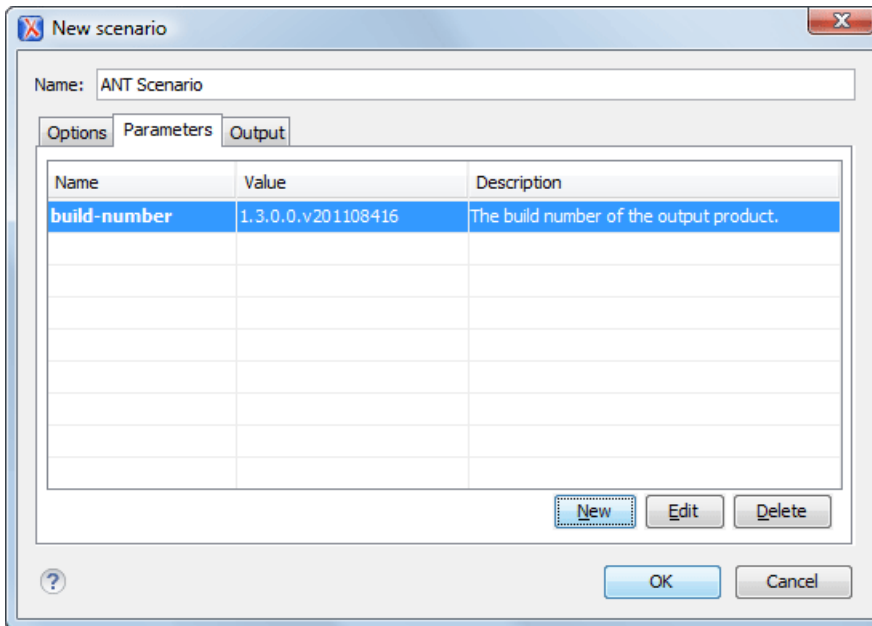 New scenario
Name: ANT Scenario
Options Parameters Output
Name Value Description
build-number 1.3.0.0.v201108416 The build number of the output product.
New Edit Delete
? OK Cancel